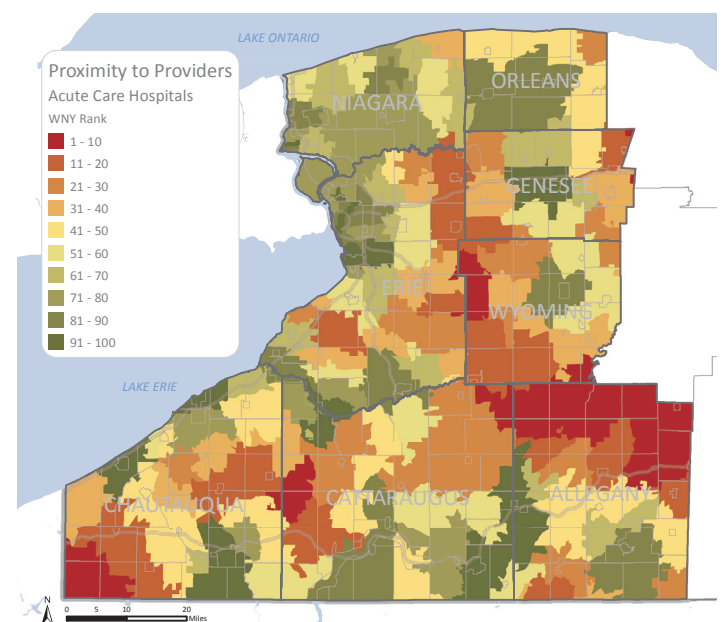 LAKE ONTARIO
Proximity to Providers
Acute Care Hospitals
WNY Rank
1 - 10
11 - 20
21 - 30
31 - 40
41 - 50
51 - 60
61 - 70
71 - 80
81 - 90
91 - 100
NIAGARA
ORLEANS
GENESEE
ERIE
WYOMING
LAKE ERIE
CHAUTAUQUA
CATTARAUGUS
ALLEGANY
N
0 5 10 20
Miles